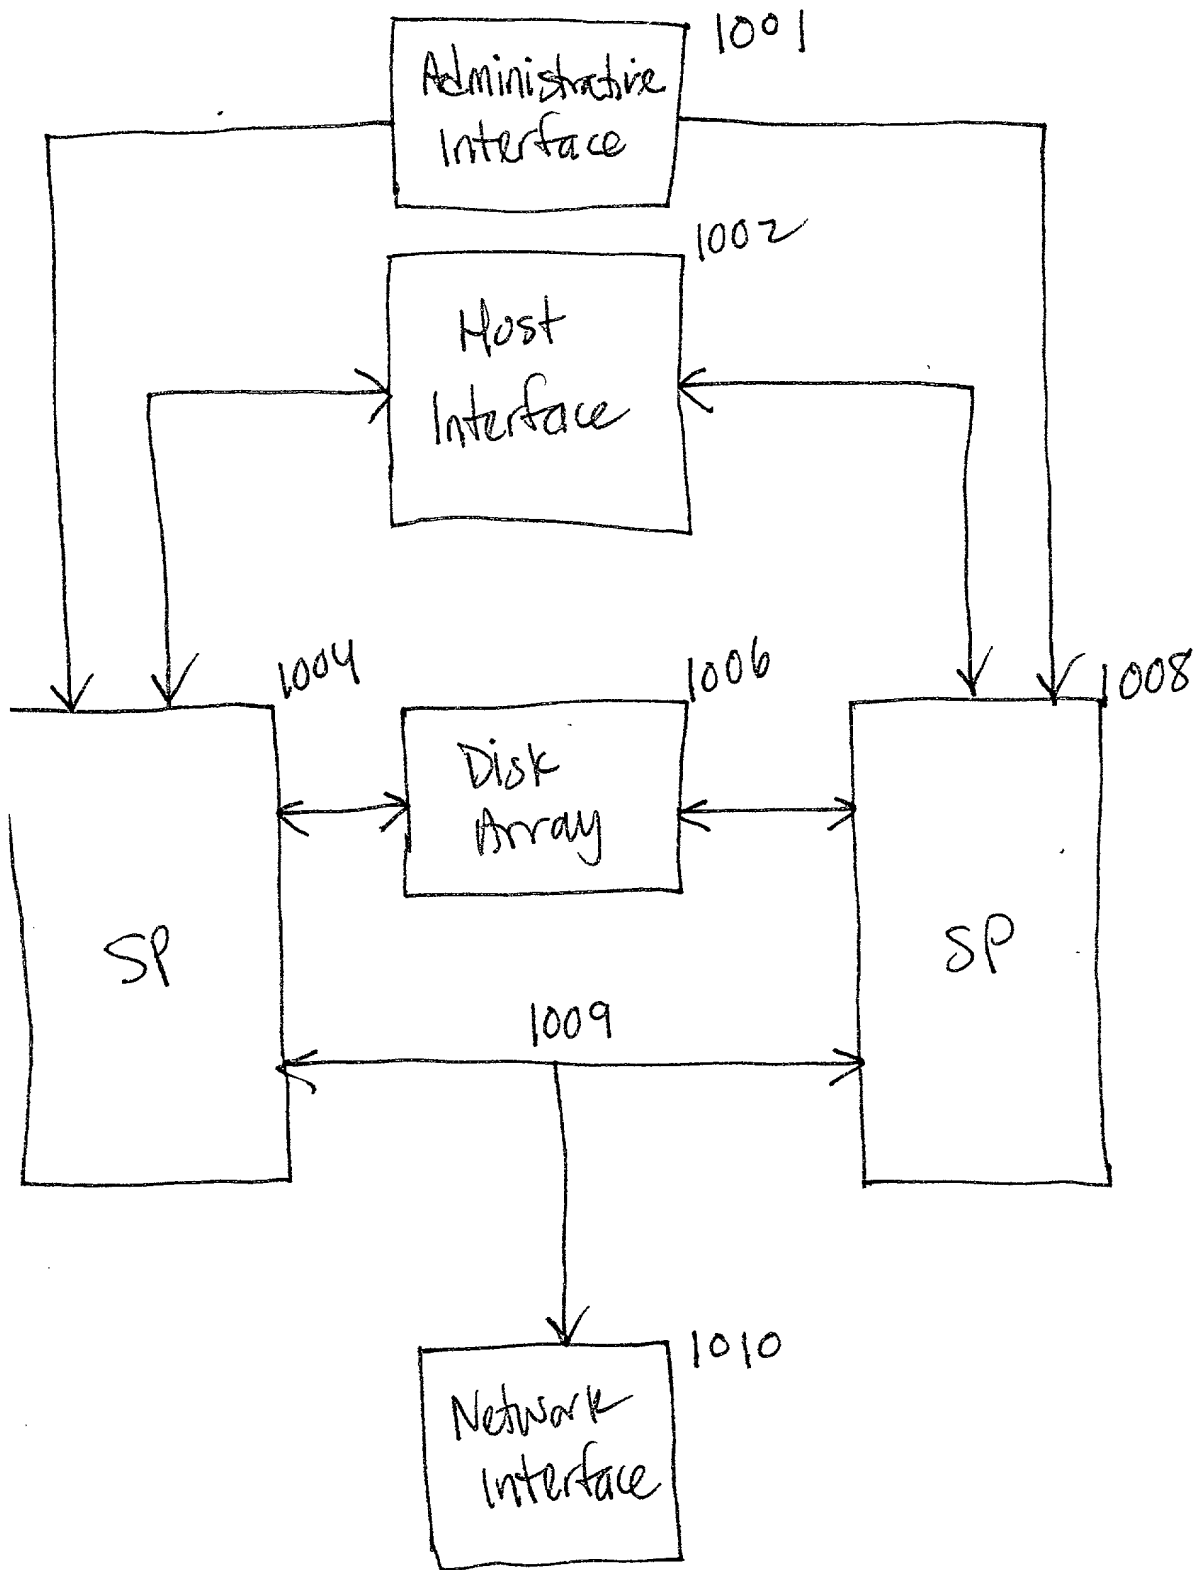 1001
Administrative
Interface
1002
Host
Interface
1004
1006
1008
Disk
Array
SP
SP
1009
1010
Network
Interface